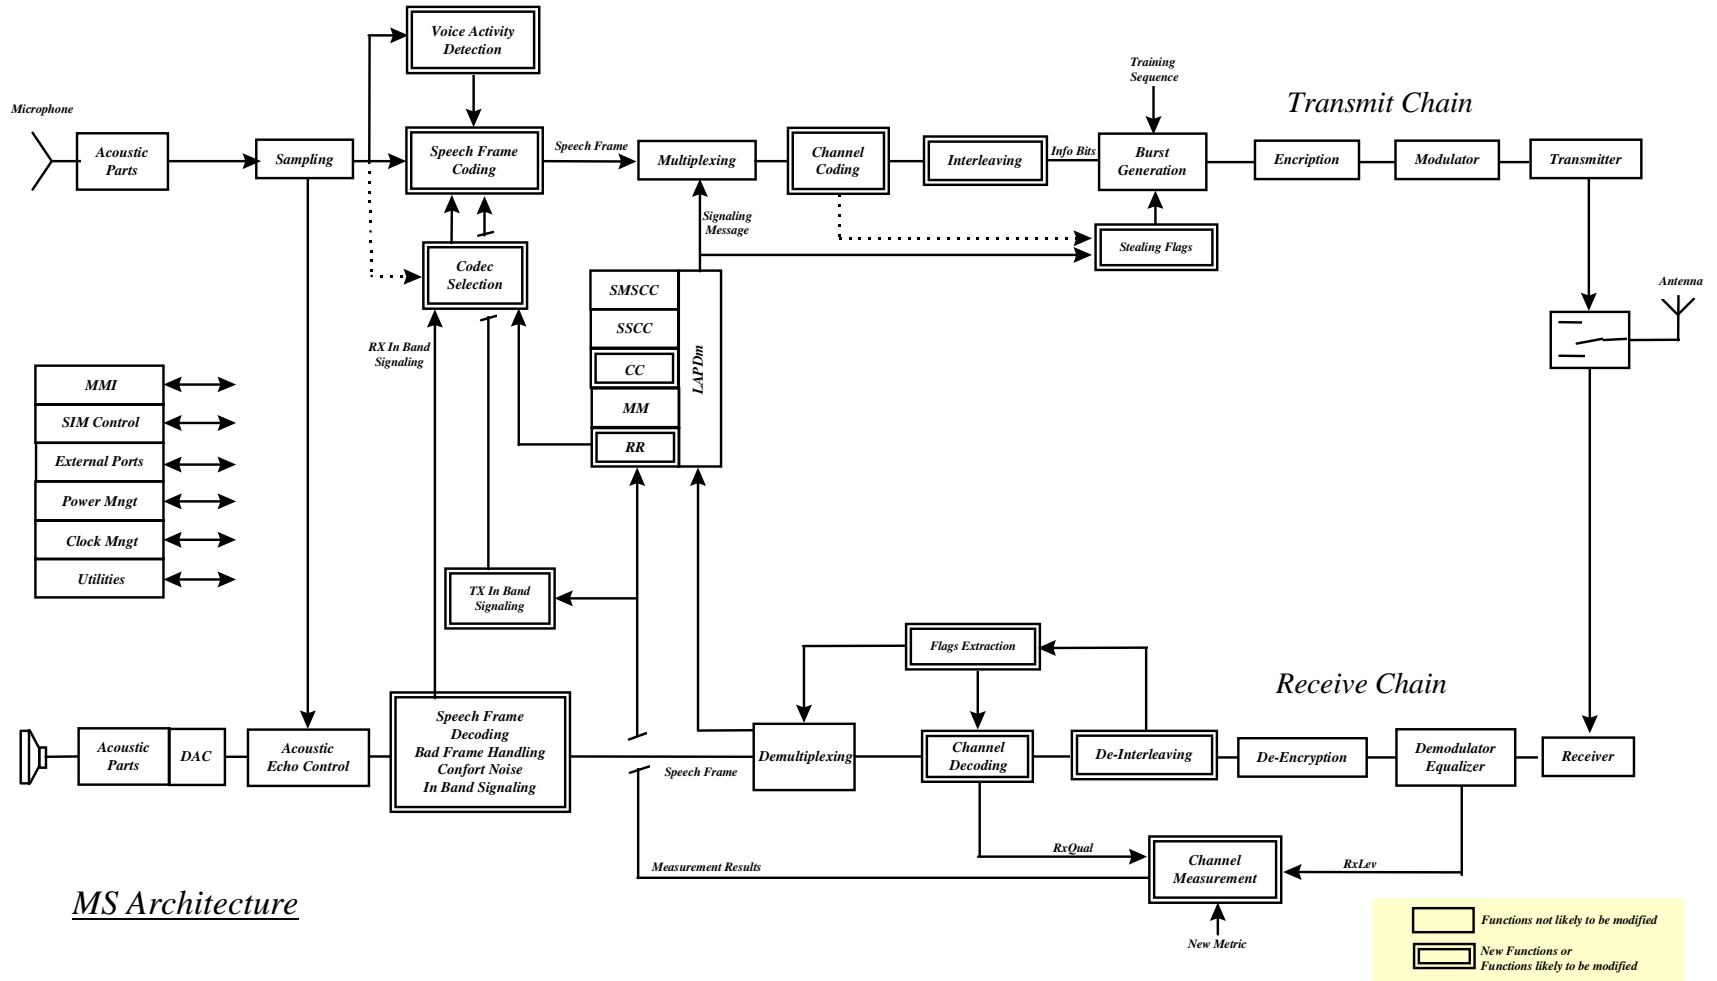 Voice Activity
Detection
Training
Sequence
Transmit Chain
Microphone
Acoustic
Parts
Sampling
Speech Frame
Coding
Speech Frame
Multiplexing
Channel
Coding
Interleaving
Info Bits
Burst
Generation
Encription
Modulator
Transmitter
Signaling
Message
Stealing Flags
Codec
Selection
Antenna
SMSCC
SSCC
CC
MM
RR
LAPDm
RX In Band
Signaling
MMI
SIM Control
External Ports
Power Mngt
Clock Mngt
Utilities
TX In Band
Signaling
Flags Extraction
Receive Chain
Acoustic
Parts
DAC
Acoustic
Echo Control
Speech Frame
Decoding
Bad Frame Handling
Confort Noise
In Band Signaling
Speech Frame
Demultiplexing
Channel
Decoding
De-Interleaving
De-Encryption
Demodulator
Equalizer
Receiver
RxQual
Channel
Measurement
RxLev
Measurement Results
New Metric
MS Architecture
Functions not likely to be modified
New Functions or
Functions likely to be modified